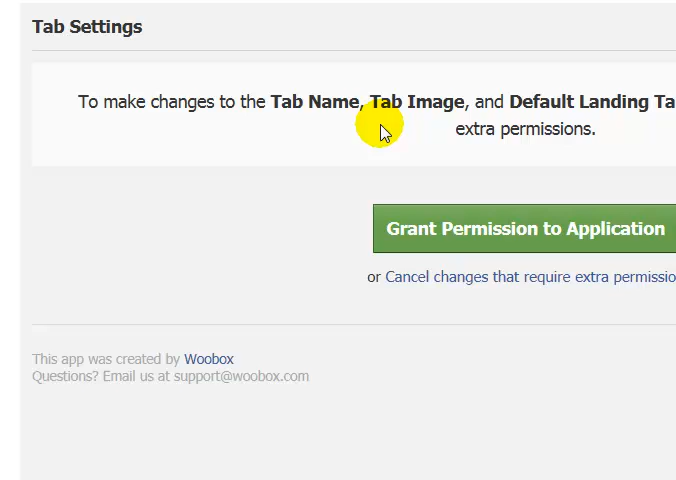 Tab Settings
To make changes to the Tab Name, Tab Image, and Default Landing
extra permissions.
Grant Permission to Application
or Cancel changes that require extra
This app was created by Woobox
Questions? Email us at support@woobox.com